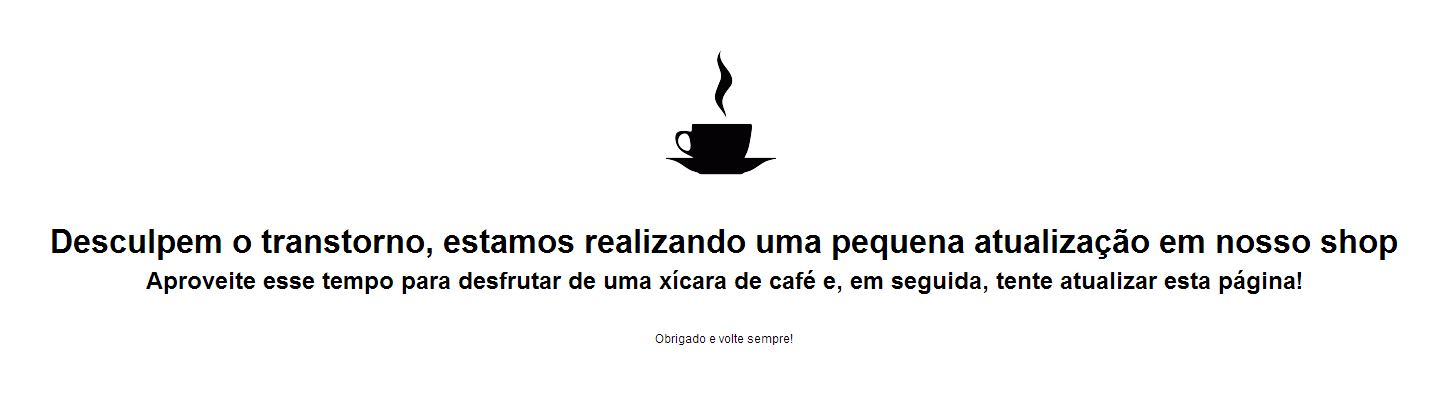 Desculpem o transtorno, estamos realizando uma pequena atualização em nosso shop
Aproveite esse tempo para desfrutar de uma xícara de café e, em seguida, tente atualizar esta página!
Obrigado e volte sempre!